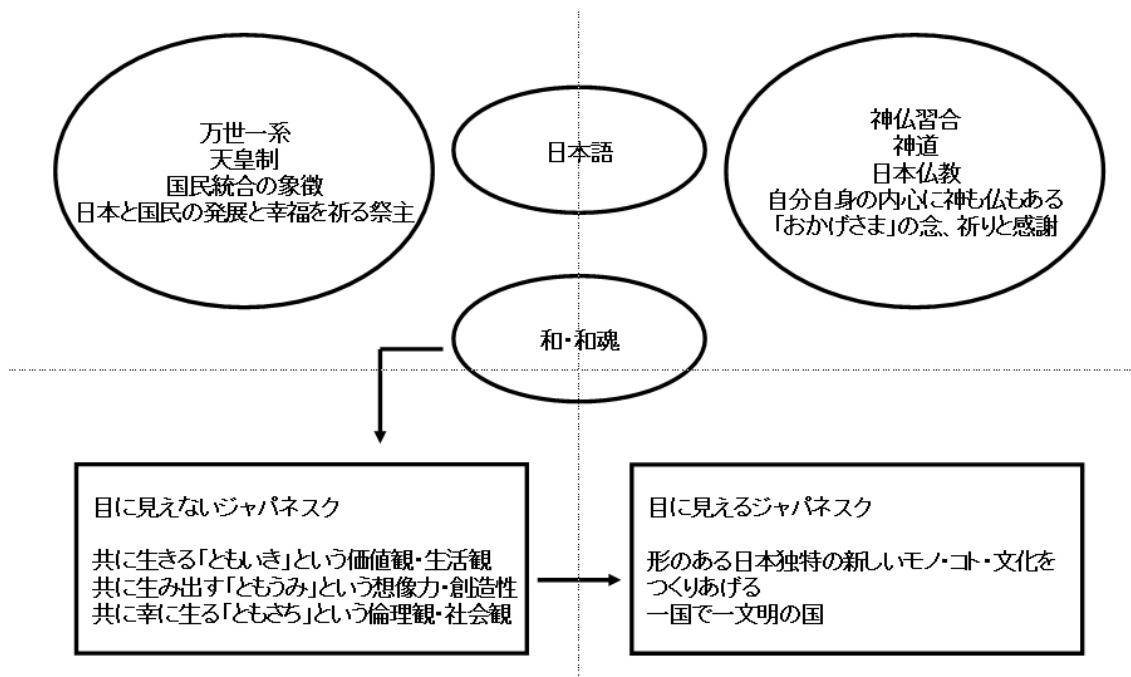 万世一系
天皇制
国民統合の象徴
日本と国民の発展と幸福を祈る祭主
日本語
神仏習合
神道
日本仏教
自分自身の内心に神も仏もある
「おかげさま」の念、祈りと感謝
和・和魂
目に見えないジャパネスク
共に生きる「ともいき」という価値観・生活観
共に生み出す「ともうみ」という想像力・創造性
共に幸に生る「ともさち」という倫理観・社会観
目に見えるジャパネスク
形のある日本独特の新しいモノ・コト・文化を
つくりあげる
一国で一文明の国